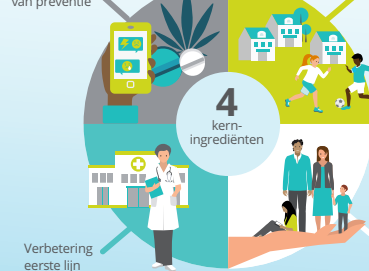 van preventie
4
kern-
ingrediënten
Verbetering
eerste lijn